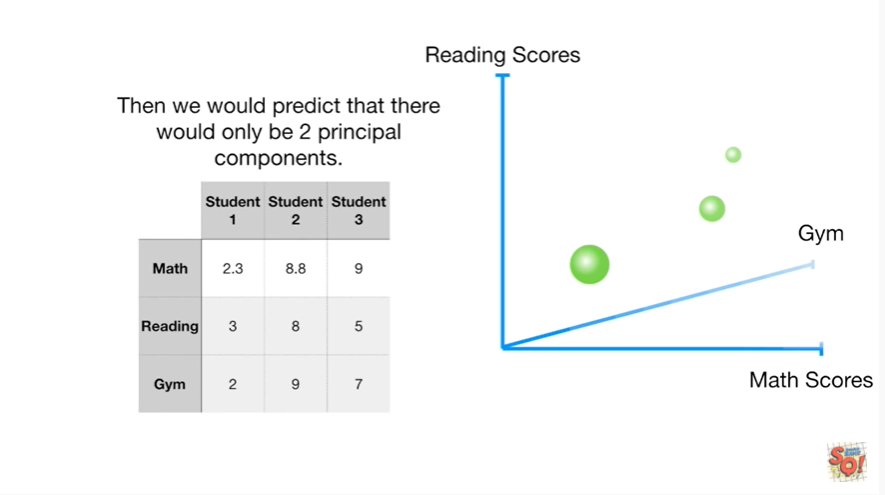 Reading Scores
Then we would predict that there
would only be 2 principal
components.
Student 1 Student 2 Student 3
Math 2.3 8.8 9
Reading 3 8 5
Gym 2 9 7
Gym
Math Scores
SQ!